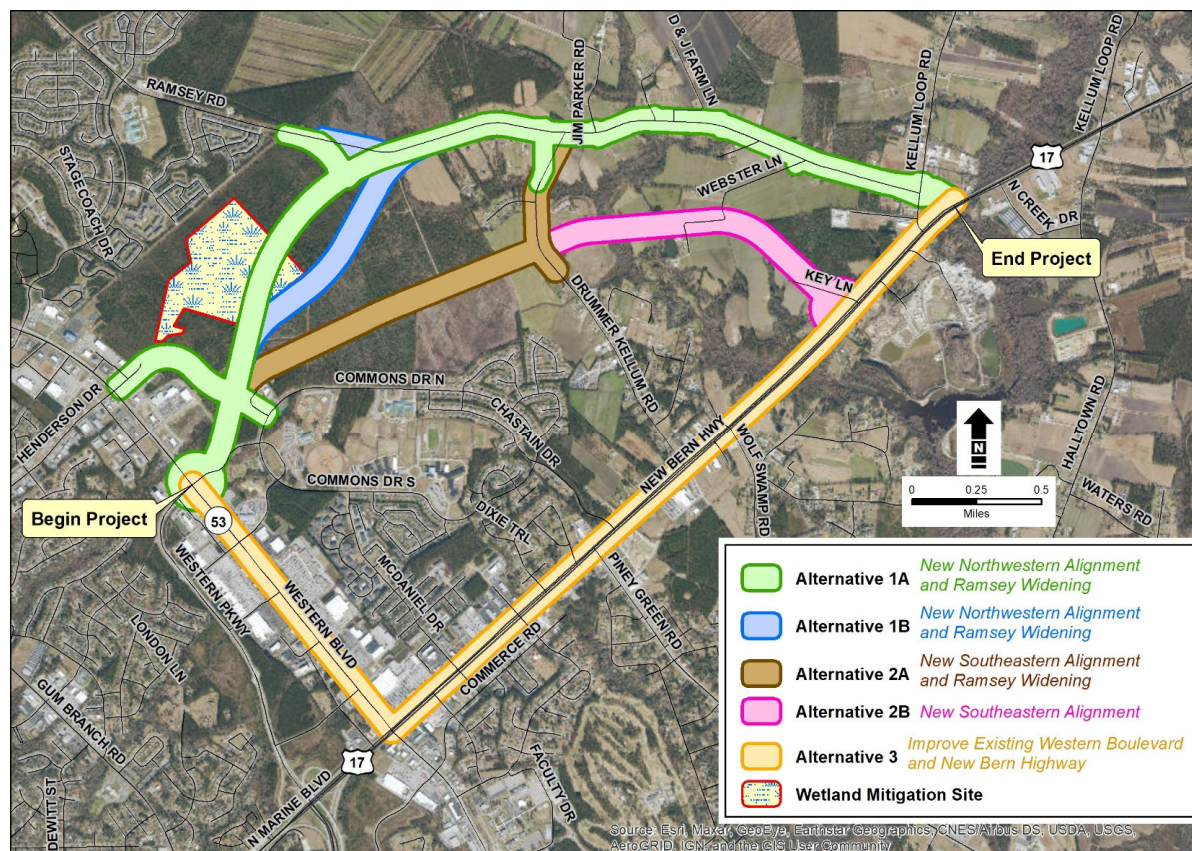 D & J FARM LN
JIM PARKER RD
KELLUM LOOP RD
KELLUM LOOP RD
RAMSEY RD
STAGECOACH DR
17
WEBSTER LN
N CREEK DR
End Project
KEY LN
DRUMMER KELLUM RD
HENDERSON DR
COMMONS DR N
CHASTAIN DR
HALLTOWN RD
N
0 0.25 0.5
Miles
NEW BERN HWY
WOLF SWAMP RD
WATERS RD
COMMONS DR S
Begin Project
53
DIXIE TRL
WESTERN PKWY
WESTERN BLVD
MCDANIEL DR
PINEY GREEN RD
LONDON LN
COMMERCE RD
GUM BRANCH RD
17
FACULTY DR
N MARINE BLVD
DEWITT ST
Alternative 1A New Northwestern Alignment
and Ramsey Widening
Alternative 1B New Northwestern Alignment
and Ramsey Widening
Alternative 2A New Southeastern Alignment
and Ramsey Widening
Alternative 2B New Southeastern Alignment
Alternative 3 Improve Existing Western Boulevard
and New Bern Highway
Wetland Mitigation Site
Source: Esri, Maxar, GeoEye, Earthstar Geographics, CNES/Airbus DS, USDA, USGS,
AeroGRID, IGN, and the GIS User Community